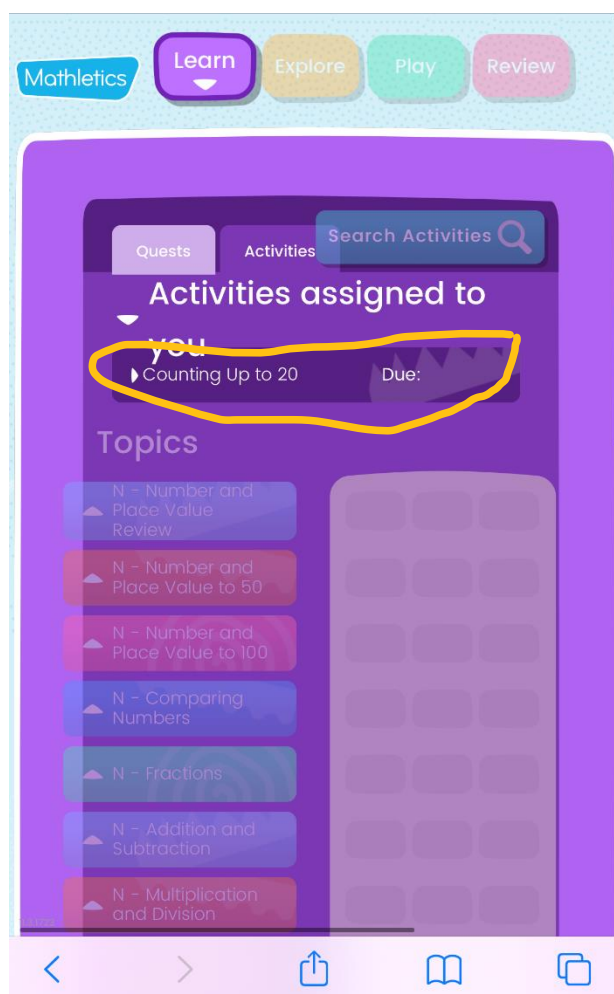 Mathletics
Learn
Explore
Play
Review
Quests
Activities
Search Activities
Activities assigned to
you
Counting Up to 20
Due:
Topics
N - Number and
Place Value
Review
N - Number and
Place Value to 50
N - Number and
Place Value to 100
N - Comparing
Numbers
N - Fractions
N - Addition and
Subtraction
N - Multiplication
and Division